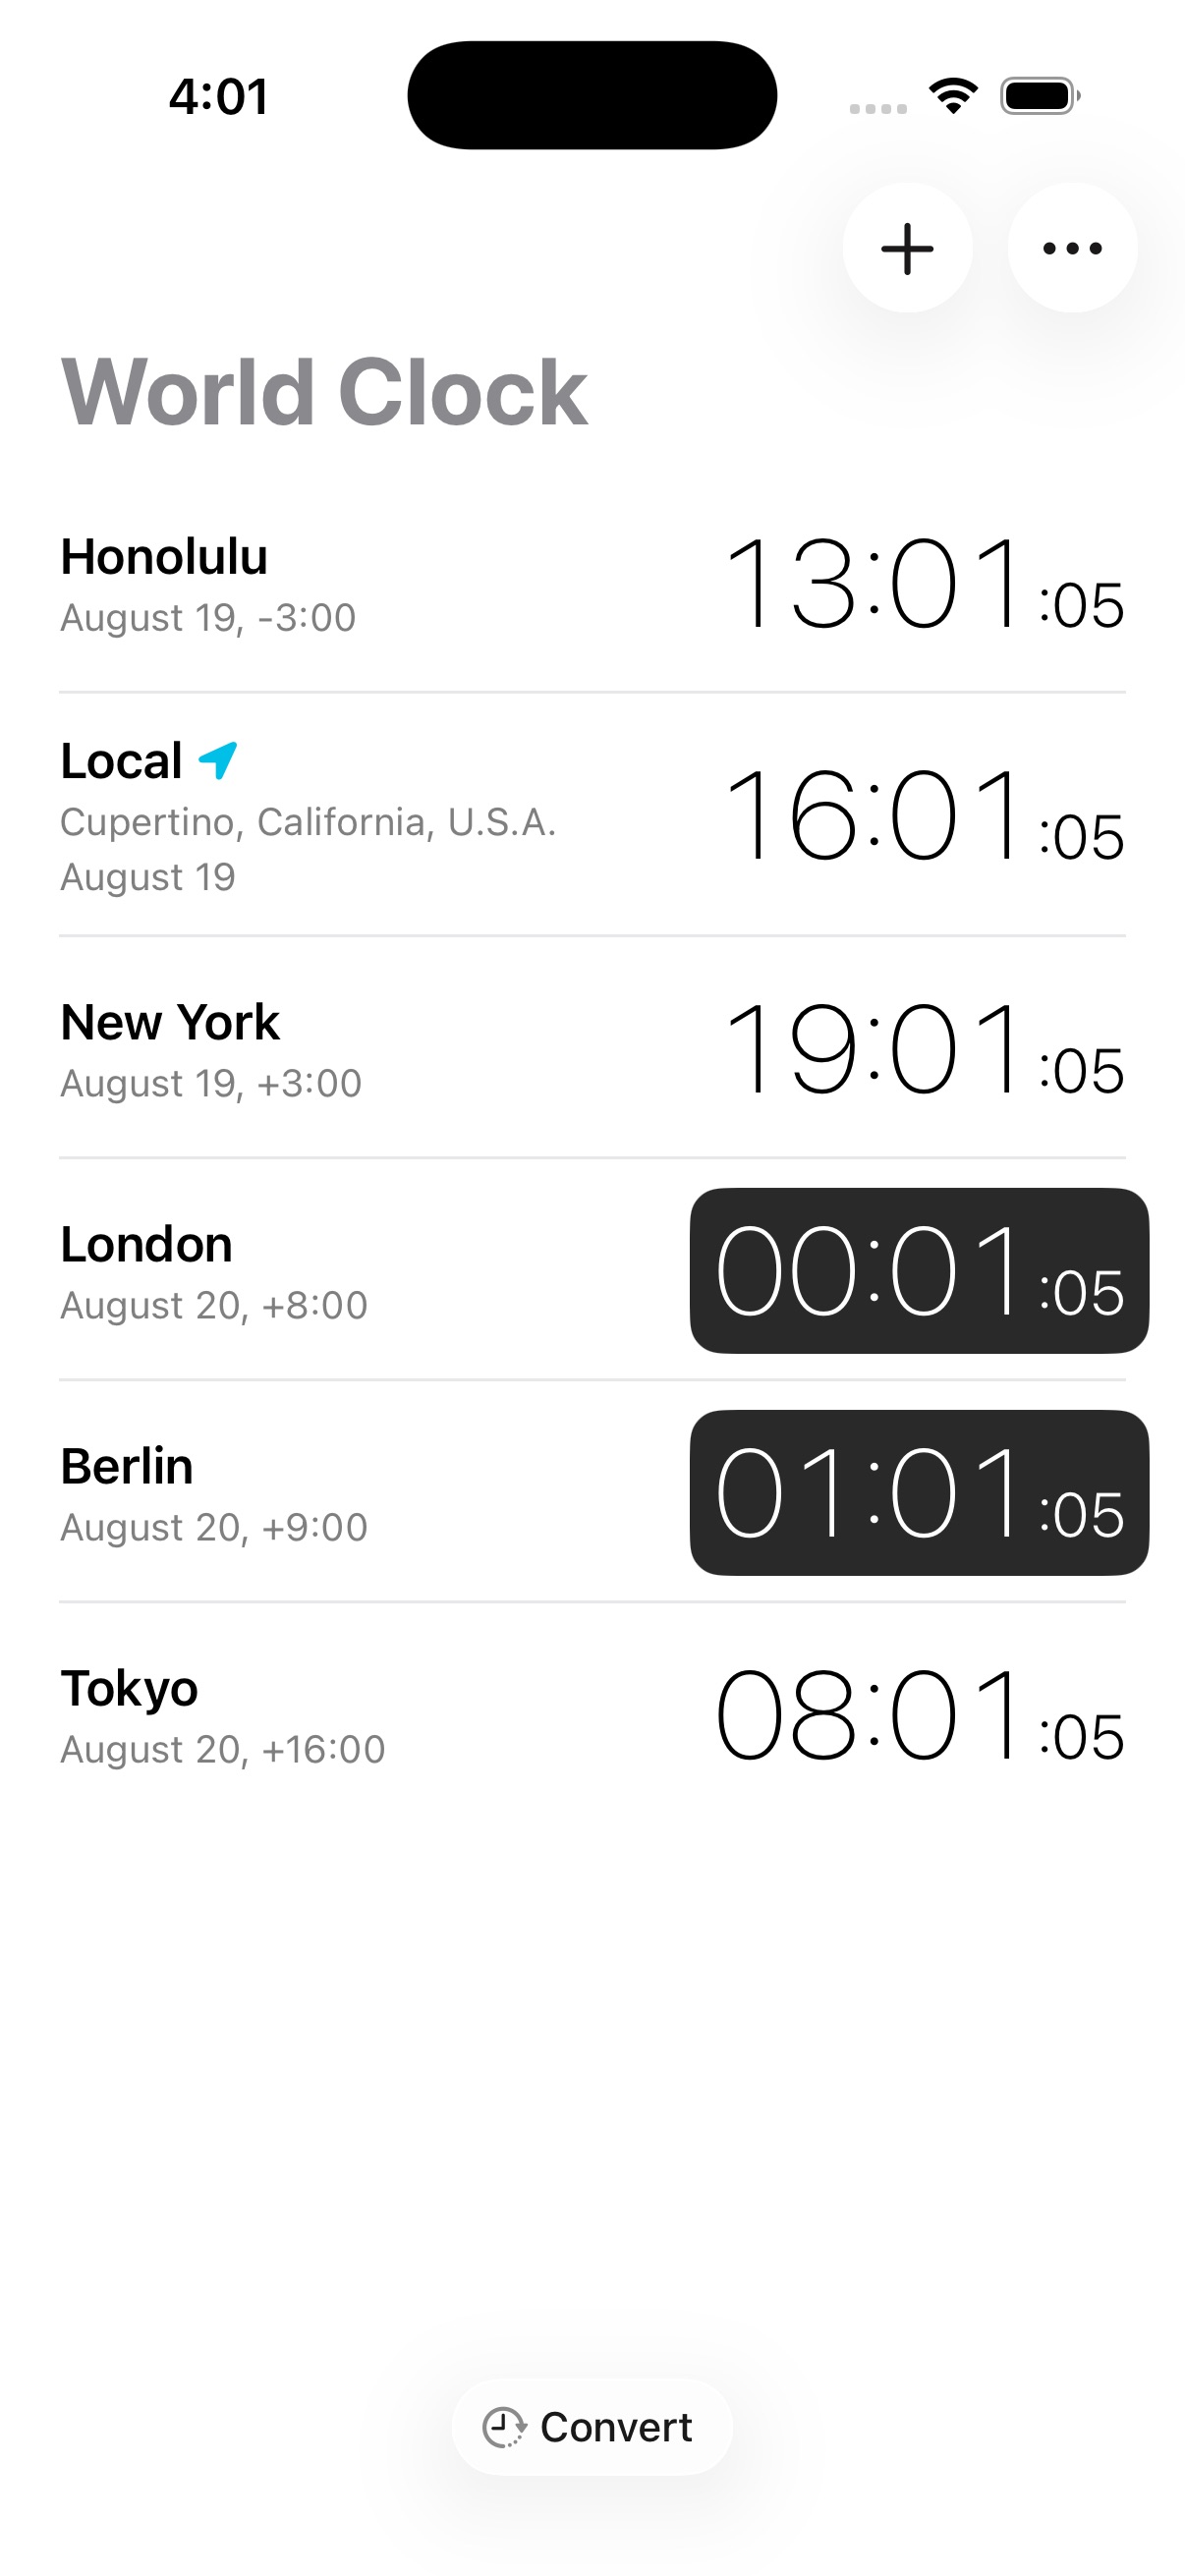 4:01
World Clock
Honolulu
August 19, -3:00
13:01:05
Local
Cupertino, California, U.S.A.
August 19
16:01:05
New York
August 19, +3:00
19:01:05
London
August 20, +8:00
00:01:05
Berlin
August 20, +9:00
01:01:05
Tokyo
August 20, +16:00
08:01:05
Convert